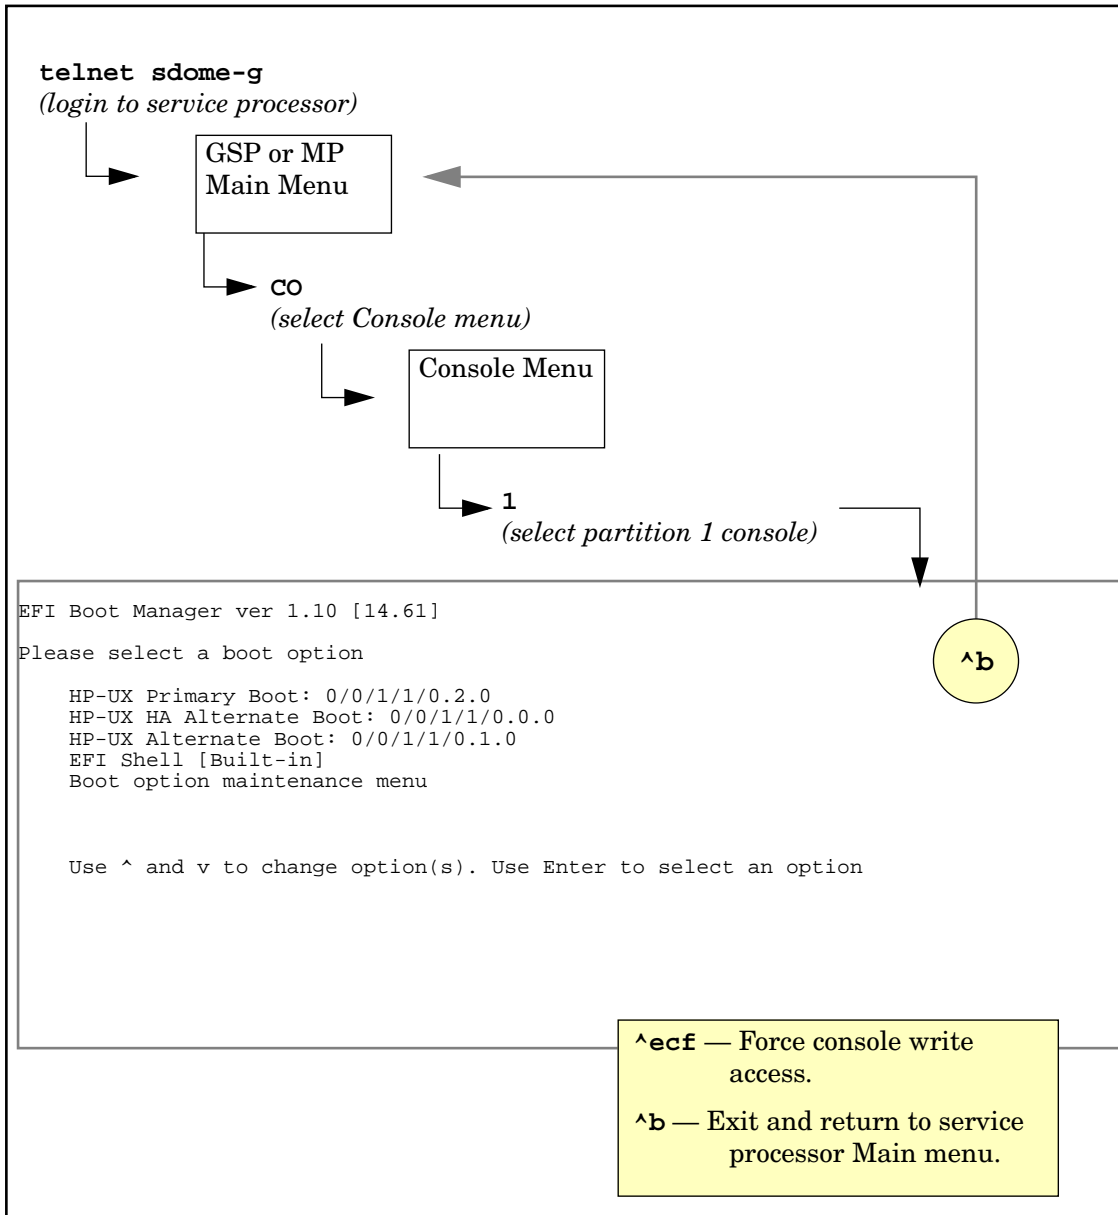 telnet sdome-g
(login to service processor)
GSP or MP
Main Menu
CO
(select Console menu)
Console Menu
1
(select partition 1 console)
EFI Boot Manager ver 1.10 [14.61]
Please select a boot option
HP-UX Primary Boot: 0/0/1/1/0.2.0
HP-UX HA Alternate Boot: 0/0/1/1/0.0.0
HP-UX Alternate Boot: 0/0/1/1/0.1.0
EFI Shell [Built-in]
Boot option maintenance menu
Use ^ and v to change option(s). Use Enter to select an option
^b
^ecf — Force console write
access.
^b — Exit and return to service
processor Main menu.